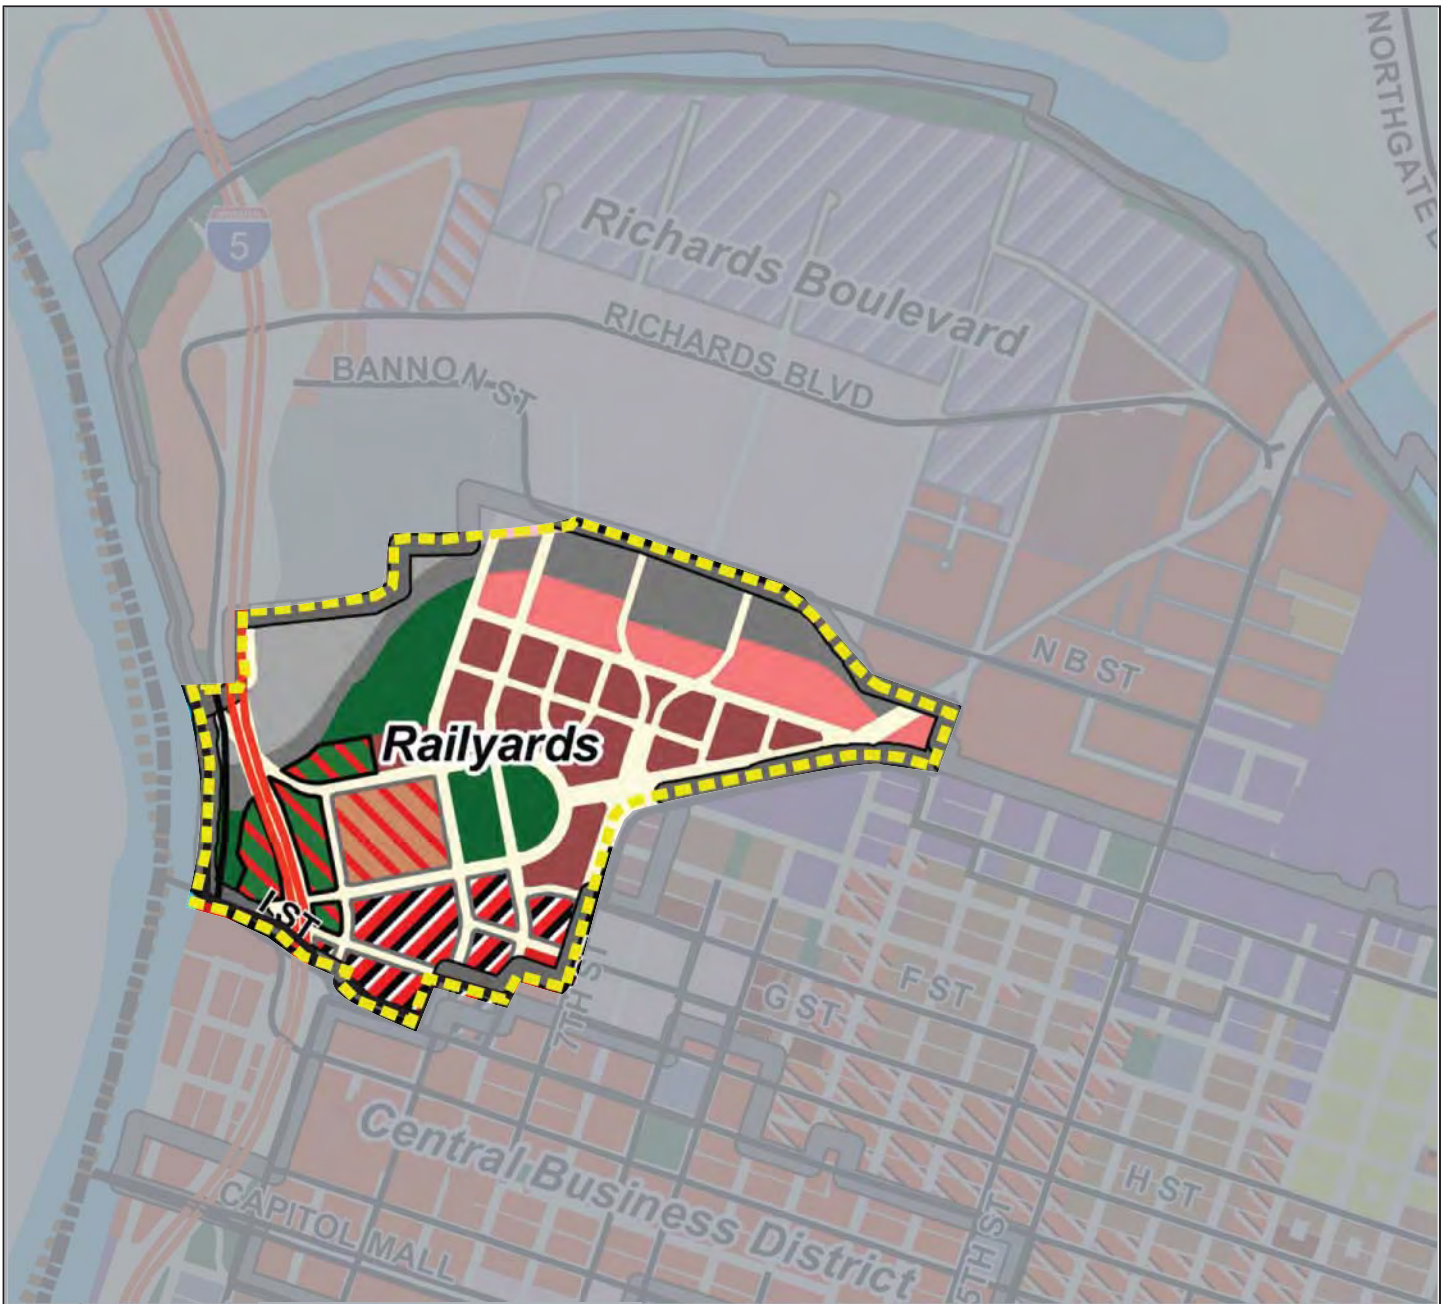 NORTHGATE
5
Richards Boulevard
RICHARDS BLVD
BANNON ST
N B ST
Railyards
I ST
7TH ST
F ST
G ST
H ST
Central Business District
CAPITOL MALL
5TH ST